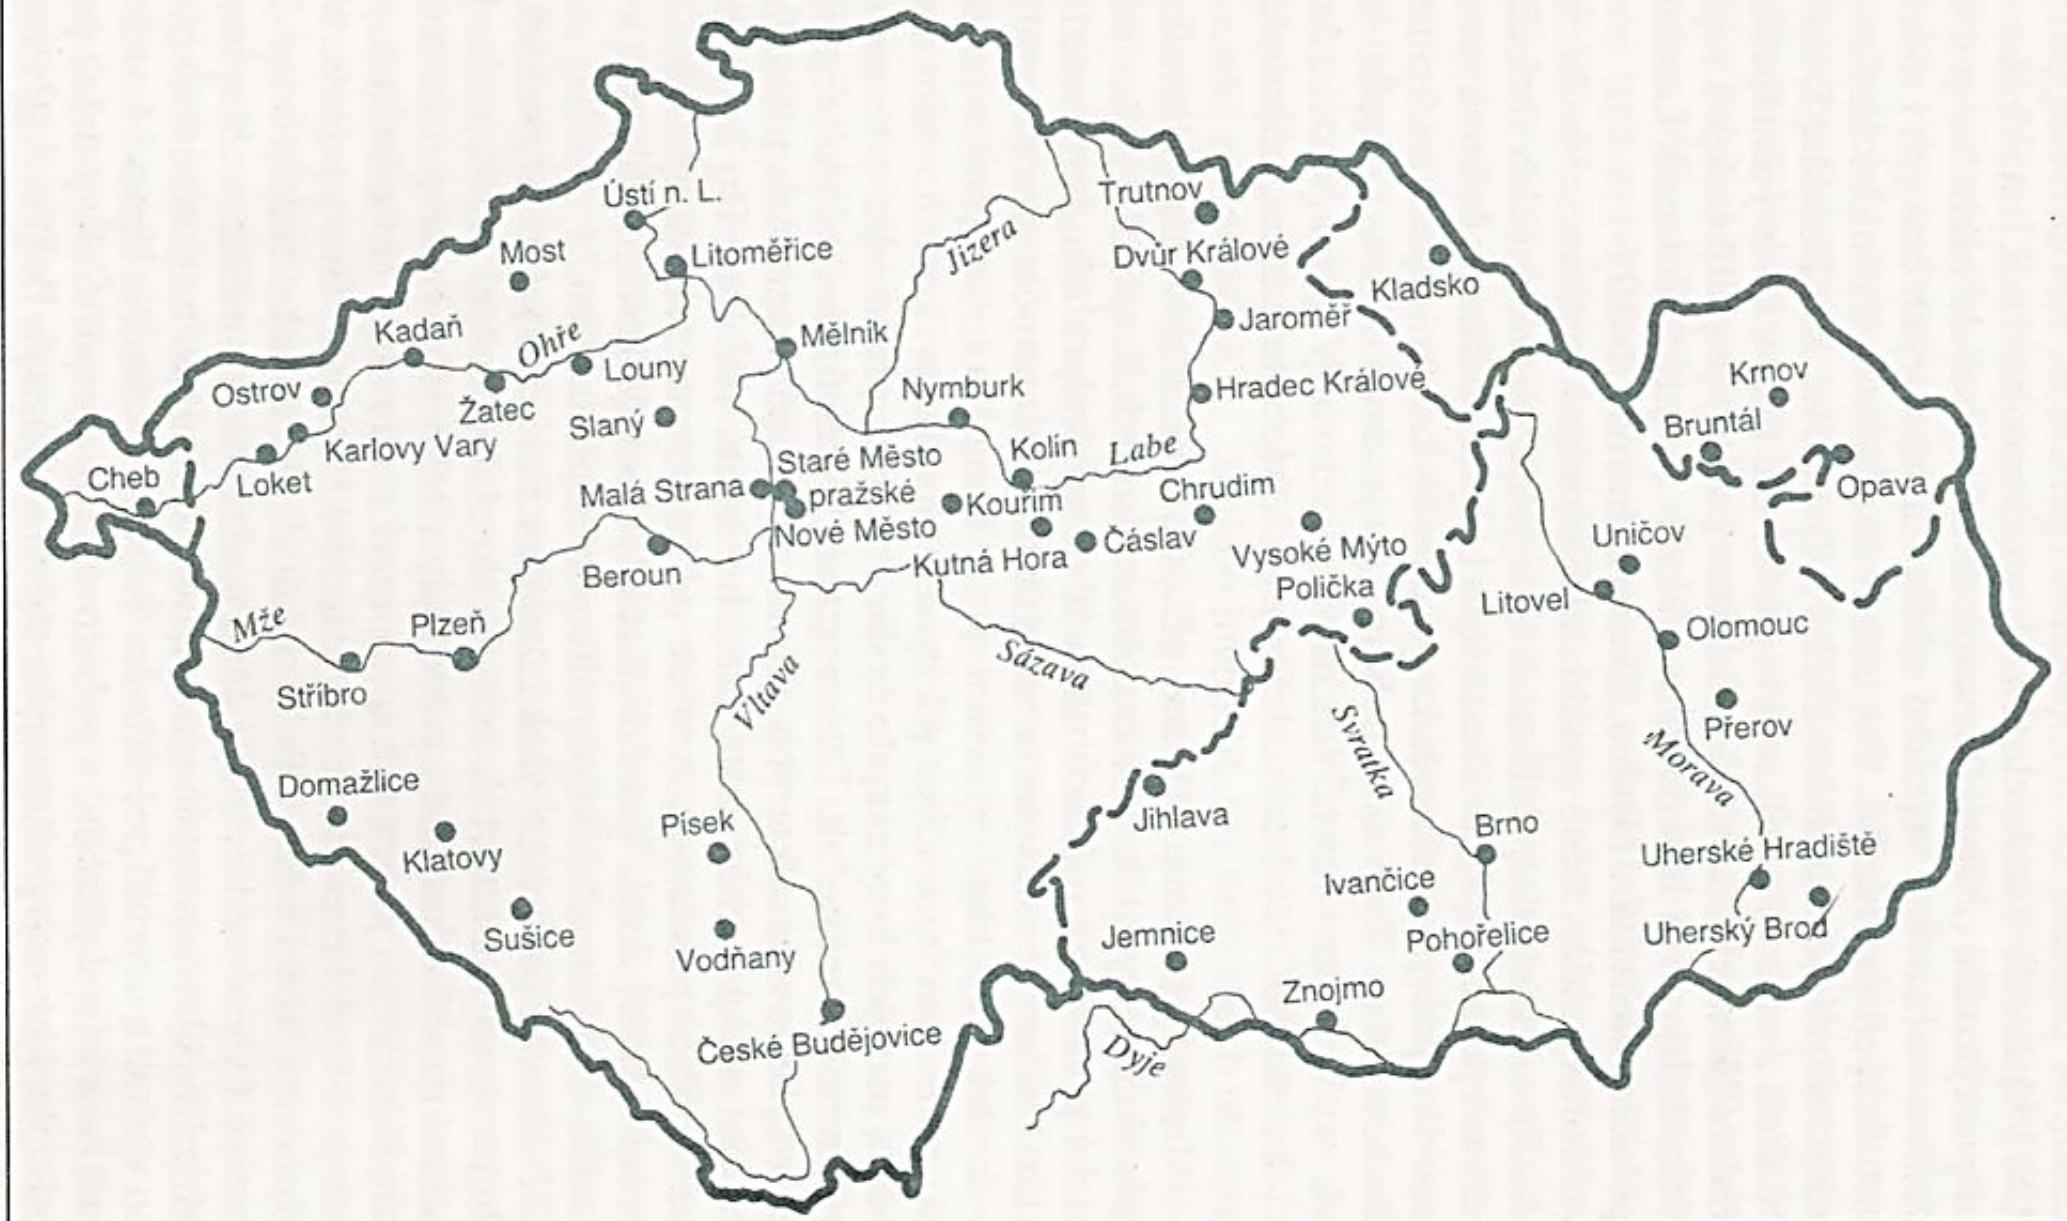 Ústí n. L.
Trutnov
Most
Litoměřice
Jizera
Dvůr Králové
Kladsko
Kadaň
Ohře
Mělník
Jaroměř
Ostrov
Louny
Nymburk
Hradec Králové
Krnov
Žatec
Slaný
Bruntál
Karlovy Vary
Kolín
Labe
Cheb
Loket
Staré Město
Malá Strana
pražské
Kouřim
Chrudim
Opava
Nové Město
Čáslav
Uničov
Beroun
Kutná Hora
Vysoké Mýto
Polička
Litovel
Mže
Plzeň
Olomouc
Sázava
Stříbro
Vltava
Svratka
Přerov
Morava
Domažlice
Jihlava
Písek
Brno
Klatovy
Uherské Hradiště
Ivančice
Sušice
Jemnice
Pohořelice
Uherský Brod
Vodňany
Znojmo
České Budějovice
Dyje